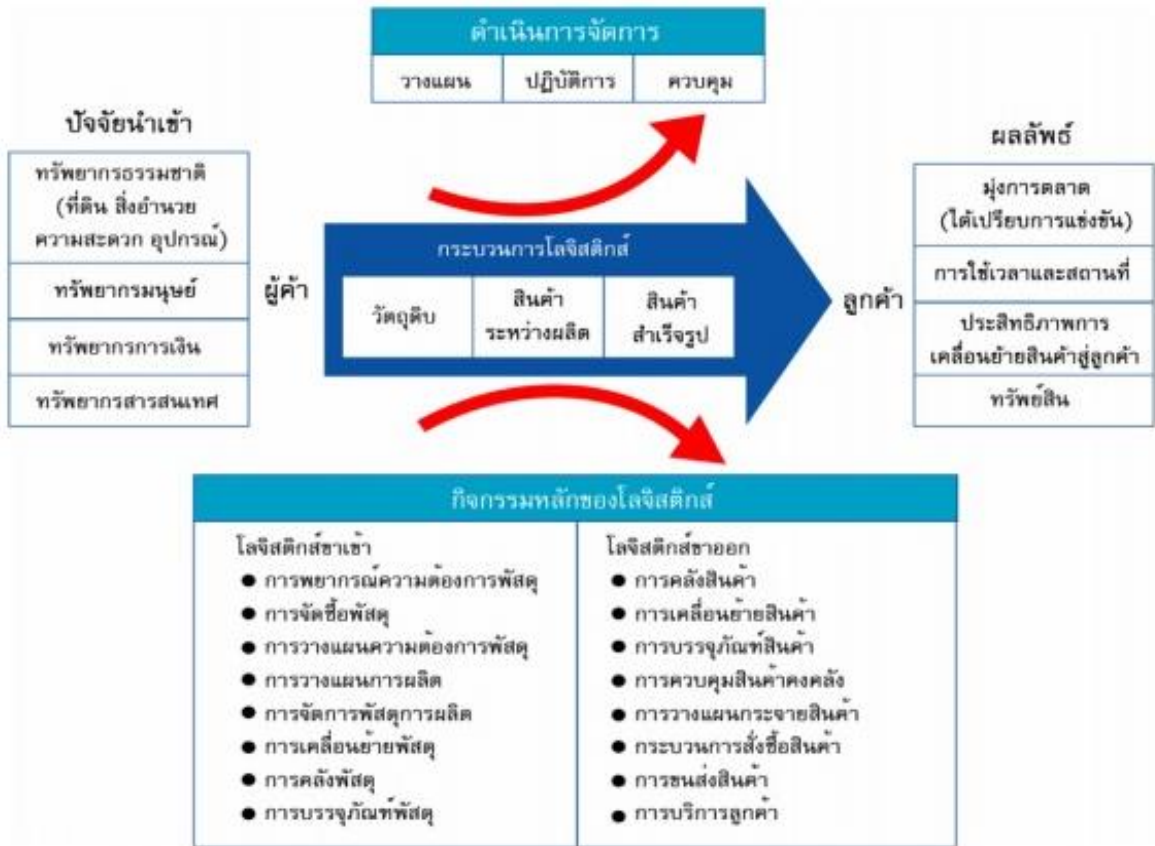 ดำเนินการจัดการ
วางแผน
ปฏิบัติการ
ควบคุม
ปัจจัยนำเข้า
ทรัพยากรธรรมชาติ
(ที่ดิน สิ่งอำนวย
ความสะดวก อุปกรณ์)
ทรัพยากรมนุษย์
ทรัพยากรการเงิน
ทรัพยากรสารสนเทศ
ผู้ค้า
กระบวนการโลจิสติกส์
วัตถุดิบ
สินค้า
ระหว่างผลิต
สินค้า
สำเร็จรูป
ลูกค้า
ผลลัพธ์
มุ่งการตลาด
(ได้เปรียบการแข่งขัน)
การใช้เวลาและสถานที่
ประสิทธิภาพการ
เคลื่อนย้ายสินค้าสู่ลูกค้า
ทรัพย์สิน
กิจกรรมหลักของโลจิสติกส์
โลจิสติกส์ขาเข้า
● การพยากรณ์ความต้องการพัสดุ
● การจัดซื้อพัสดุ
● การวางแผนความต้องการพัสดุ
● การวางแผนการผลิต
● การจัดการพัสดุการผลิต
● การเคลื่อนย้ายพัสดุ
● การคลังพัสดุ
● การบรรจุภัณฑ์พัสดุ
โลจิสติกส์ขาออก
● การคลังสินค้า
● การเคลื่อนย้ายสินค้า
● การบรรจุภัณฑ์สินค้า
● การควบคุมสินค้าคงคลัง
● การวางแผนกระจายสินค้า
● กระบวนการสั่งซื้อสินค้า
● การขนส่งสินค้า
● การบริการลูกค้า